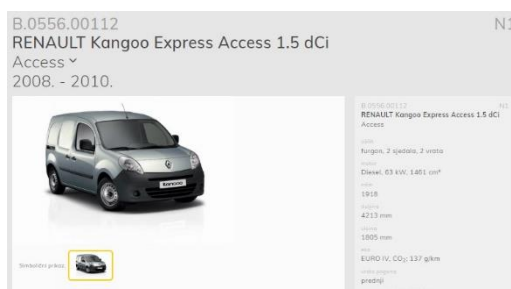 B.0556.00112
N1
RENAULT Kangoo Express Access 1.5 dCi
Access
2008. - 2010.
B.0556.00112
N1
RENAULT Kangoo Express Access 1.5 dCi
Access
furgon, 2 sjedala, 2 vrata
Diesel, 63 kW, 1461 cm³
1918
4213 mm
1805 mm
EURO IV, CO₂: 137 g/km
prednji
Simbolični prikaz